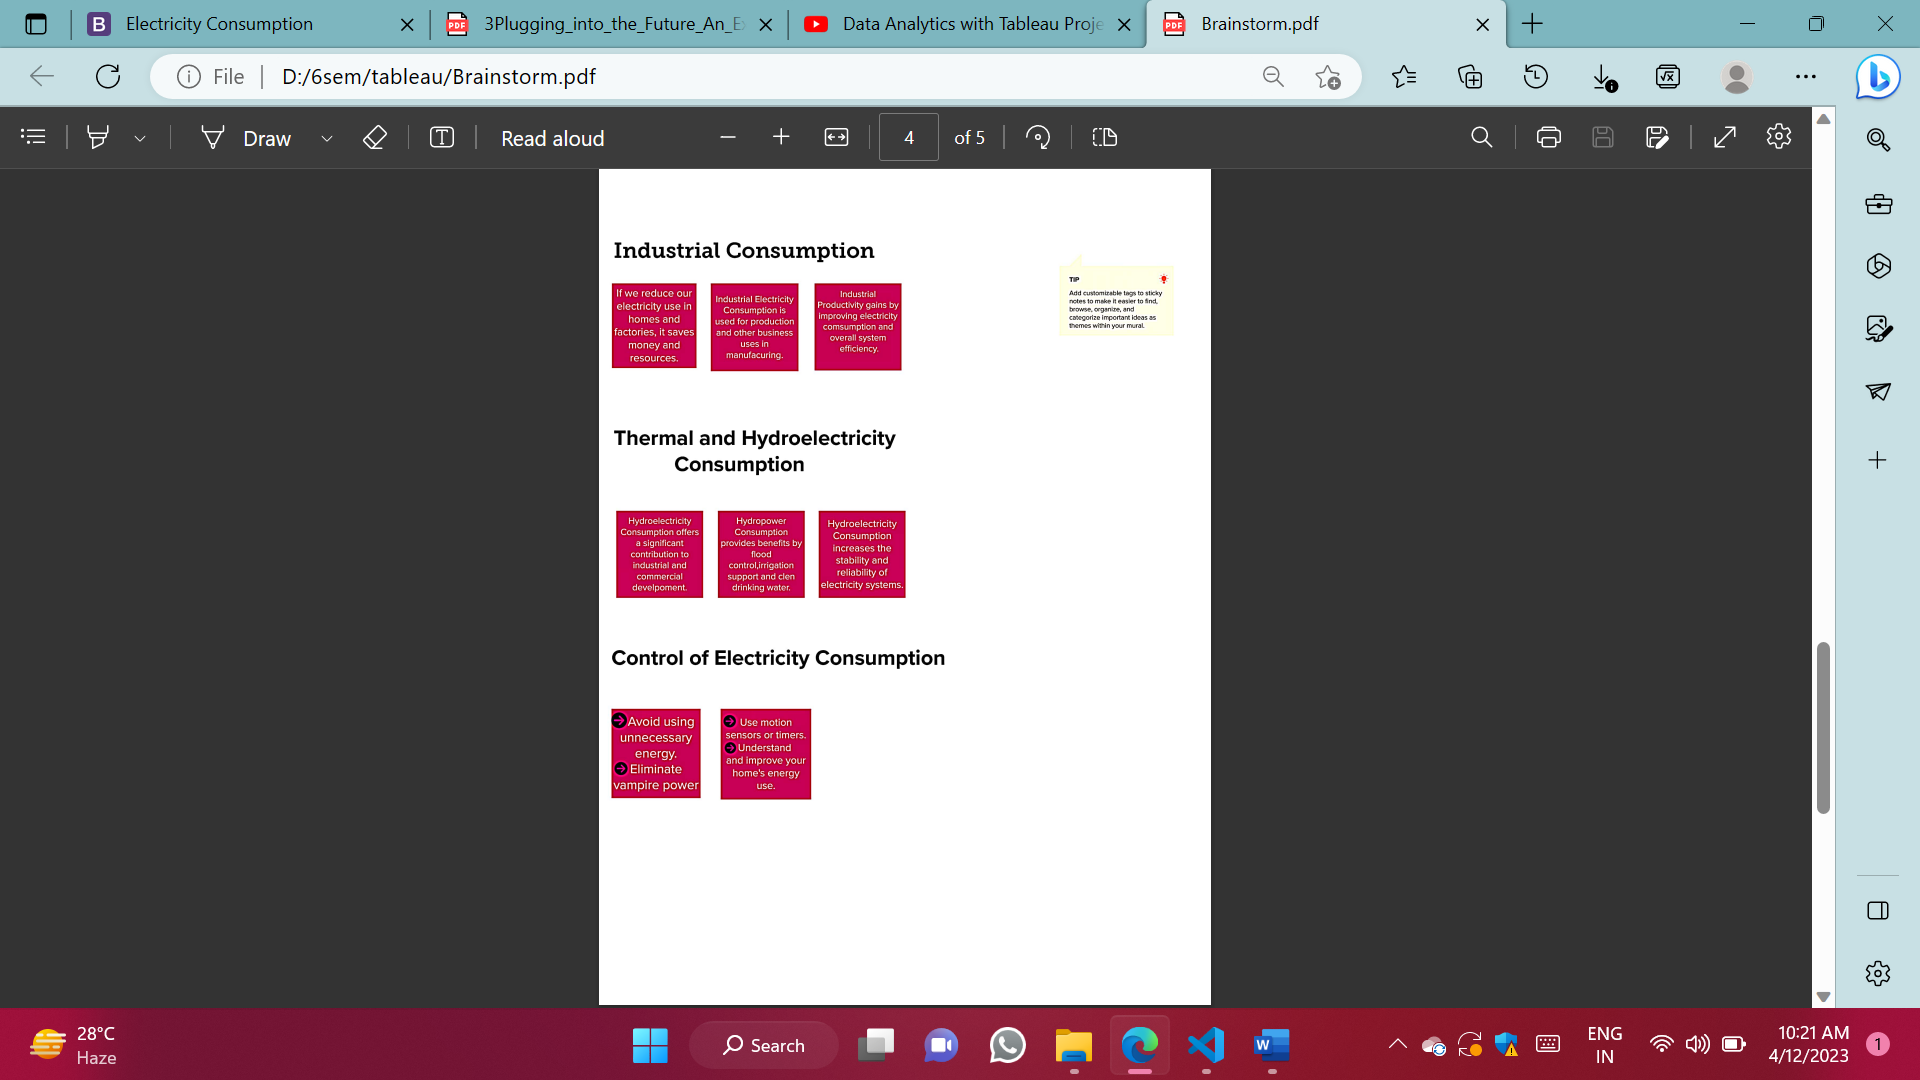 Electricity Consumption
3Plugging_into_the_Future_An_E
Data Analytics with Tableau Proje
Brainstorm.pdf
File
D:/6sem/tableau/Brainstorm.pdf
Draw
Read aloud
4
of 5
Industrial Consumption
If we reduce our
electricity use in
homes and
factories, it saves
money and
resources.
Industrial Electricity
Consumption is
used for production
and other business
uses in
manufacuring.
Industrial
Productivity gains by
improving electricity
comsumption and
overall system
efficiency.
TIP
Add customizable tags to sticky
notes to make it easier to find,
browse, organize, and
categorize important ideas as
themes within your mural.
Thermal and Hydroelectricity
Consumption
Hydroelectricity
Consumption offers
a significant
contribution to
industrial and
commercial
develpoment.
Hydropower
Consumption
provides benefits by
flood
control,irrigation
support and clen
drinking water.
Hydroelectricity
Consumption
increases the
stability and
reliability of
electricity systems.
Control of Electricity Consumption
Avoid using
unnecessary
energy.
Eliminate
vampire power
Use motion
sensors or timers.
Understand
and improve your
home's energy
use.
28°C
Haze
Search
ENG
IN
10:21 AM
4/12/2023
1